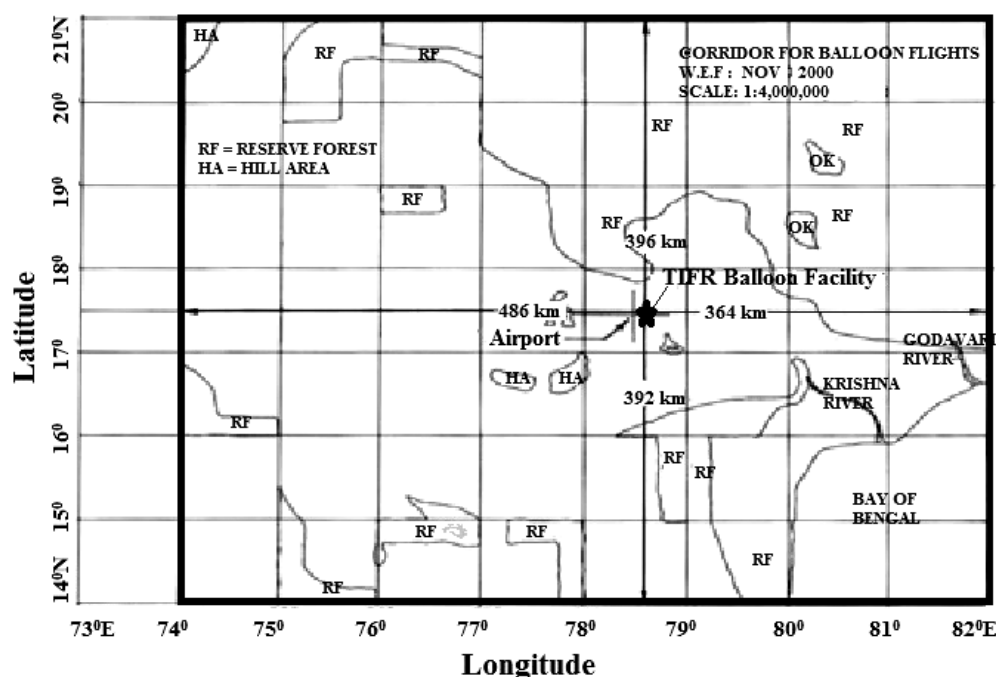 21⁰N
20⁰
19⁰
18⁰
17⁰
16⁰
15⁰
14⁰N
Latitude
HA
RF
RF
CORRIDOR FOR BALLOON FLIGHTS
W.E.F : NOV 2000
SCALE: 1:4,000,000
RF
RF
OK
RF = RESERVE FOREST
HA = HILL AREA
RF
RF
RF
OK
396 km
TIFR Balloon Facility
486 km
364 km
Airport
GODAVARI
RIVER
HA
HA
KRISHNA
RIVER
392 km
RF
RF
RF
BAY OF
BENGAL
RF
RF
RF
RF
73⁰E
74⁰
75⁰
76⁰
77⁰
78⁰
79⁰
80⁰
81⁰
82⁰E
Longitude